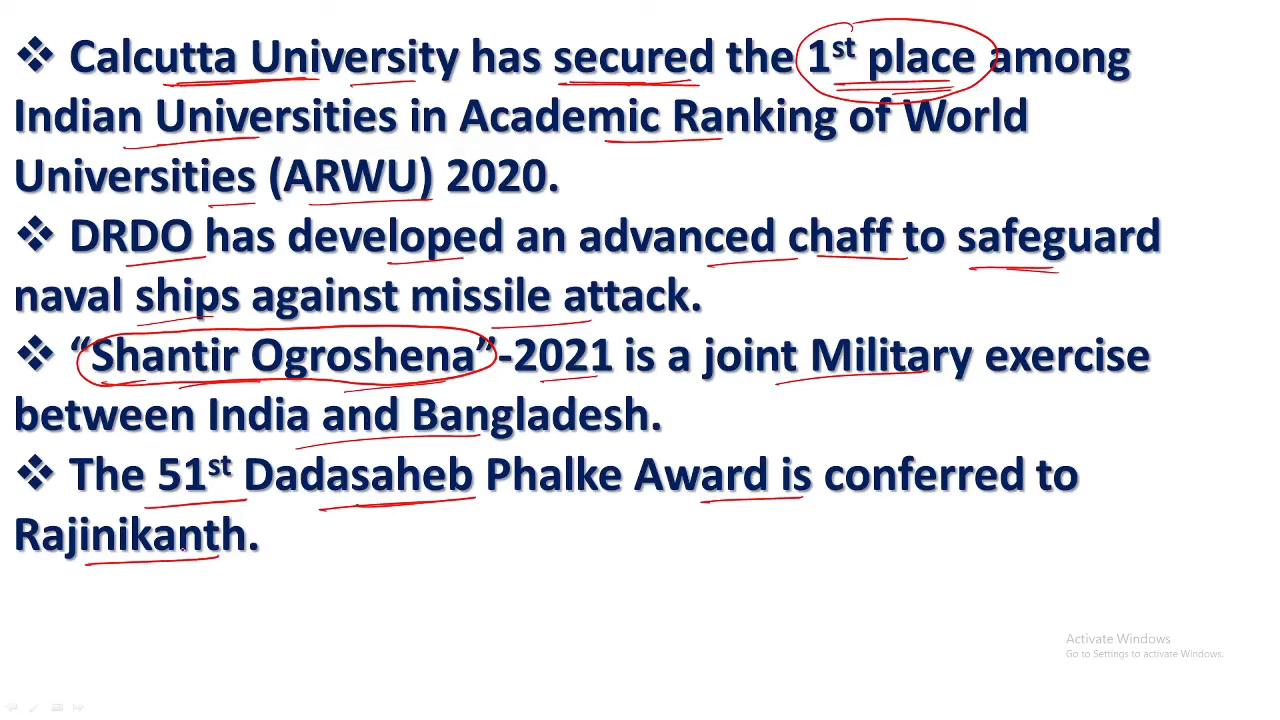 ❖ Calcutta University has secured the 1st place among
Indian Universities in Academic Ranking of World
Universities (ARWU) 2020.
❖ DRDO has developed an advanced chaff to safeguard
naval ships against missile attack.
❖ “Shantir Ogroshena”-2021 is a joint Military exercise
between India and Bangladesh.
❖ The 51st Dadasaheb Phalke Award is conferred to
Rajinikanth.
Activate Windows
Go to Settings to activate Windows.